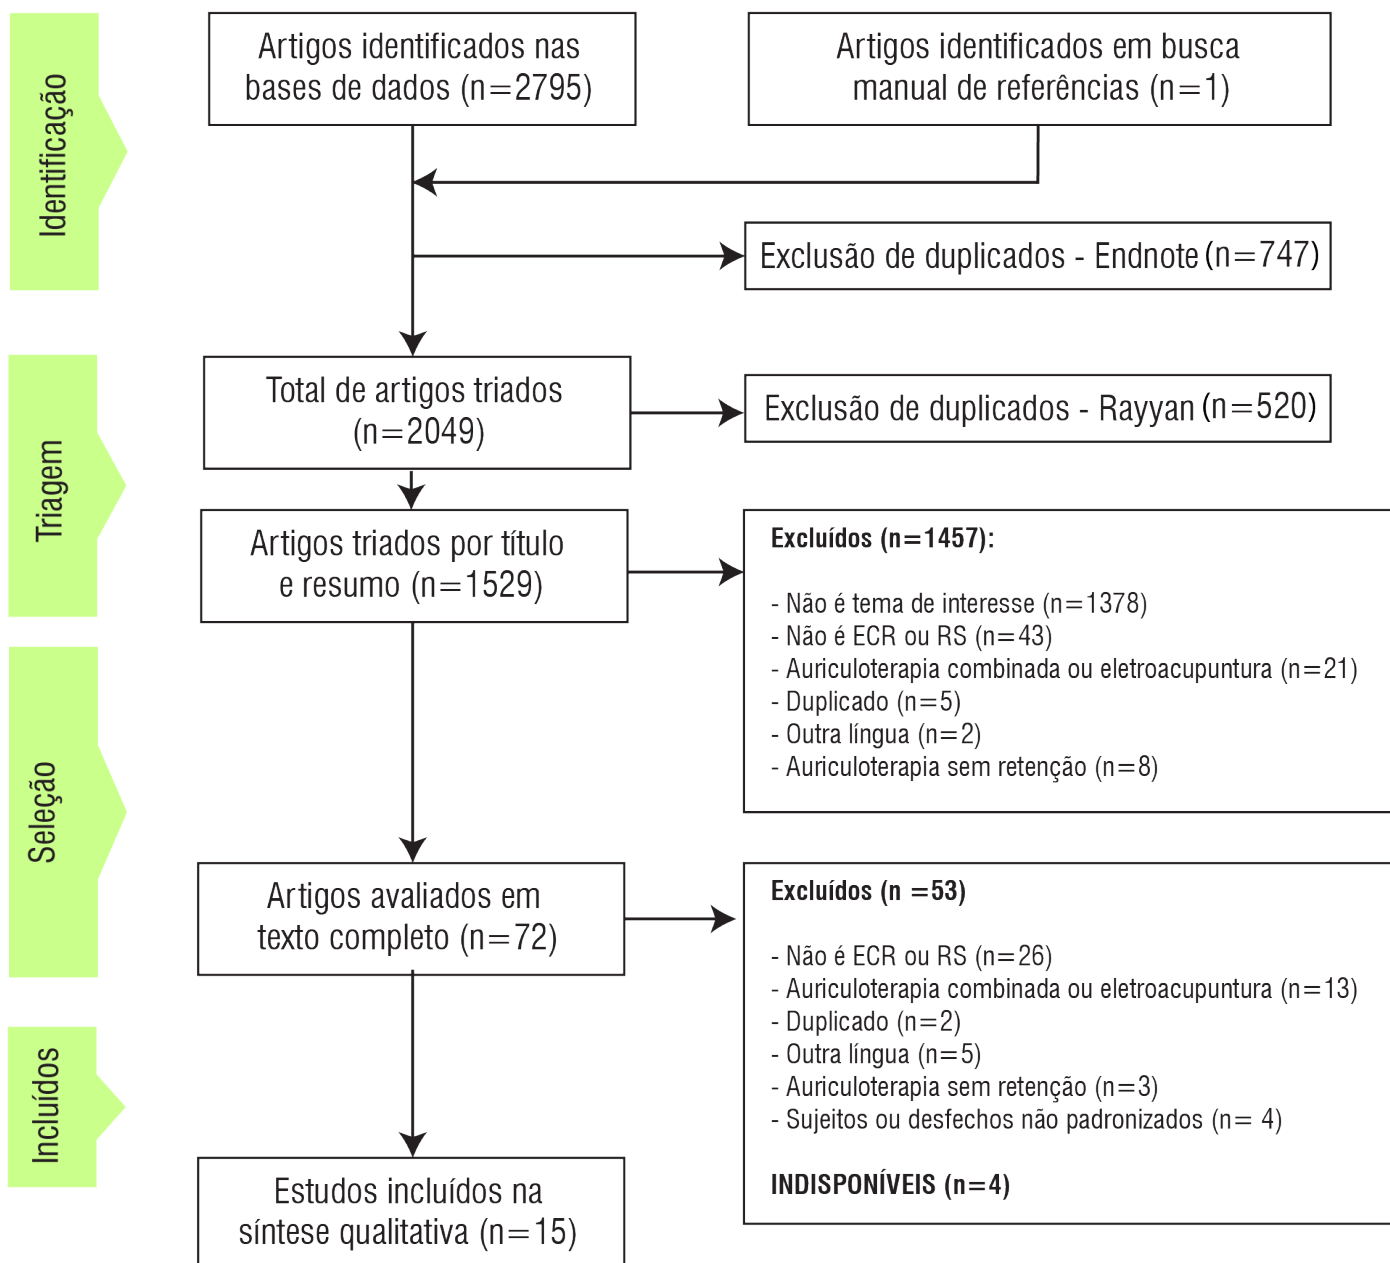 Identificação
Artigos identificados nas
bases de dados (n=2795)
Artigos identificados em busca
manual de referências (n=1)
Exclusão de duplicados - Endnote (n=747)
Triagem
Total de artigos triados
(n=2049)
Exclusão de duplicados - Rayyan (n=520)
Artigos triados por título
e resumo (n=1529)
Excluídos (n=1457):
- Não é tema de interesse (n=1378)
- Não é ECR ou RS (n=43)
- Auriculoterapia combinada ou eletroacupuntura (n=21)
- Duplicado (n=5)
- Outra língua (n=2)
- Auriculoterapia sem retenção (n=8)
Seleção
Artigos avaliados em
texto completo (n=72)
Excluídos (n =53)
- Não é ECR ou RS (n=26)
- Auriculoterapia combinada ou eletroacupuntura (n=13)
- Duplicado (n=2)
- Outra língua (n=5)
- Auriculoterapia sem retenção (n=3)
- Sujeitos ou desfechos não padronizados (n= 4)
INDISPONÍVEIS (n=4)
Incluídos
Estudos incluídos na
síntese qualitativa (n=15)